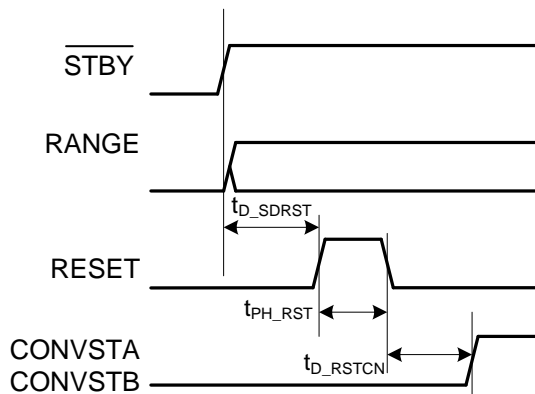 STBY
RANGE
tD_SDRST
RESET
tPH_RST
CONVSTA
tD_RSTCN
CONVSTB